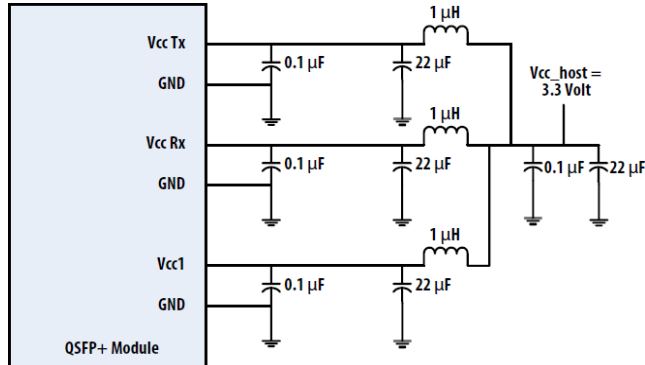 1 µH
Vcc Tx
0.1 µF
22 µF
GND
Vcc_host =
3.3 Volt
1 µH
Vcc Rx
0.1 µF
22 µF
0.1 µF
22 µF
GND
1 µH
Vcc1
0.1 µF
22 µF
GND
QSFP+ Module